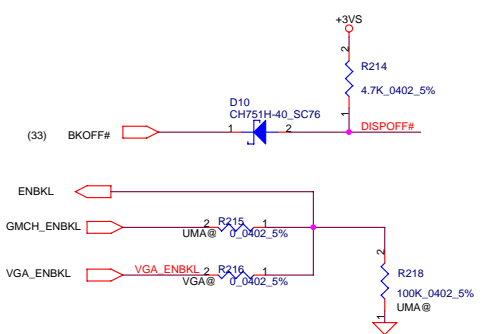 +3VS
2
R214
4.7K_0402_5%
1
D10
CH751H-40_SC76
(33) BKOFF# 1 2 DISPOFF#
ENBKL
GMCH_ENBKL 2 R215 1
UMA@ 0_0402_5%
VGA_ENBKL VGA_ENBKL 2 R216 1
VGA@ 0_0402_5%
2
R218
100K_0402_5%
1 UMA@